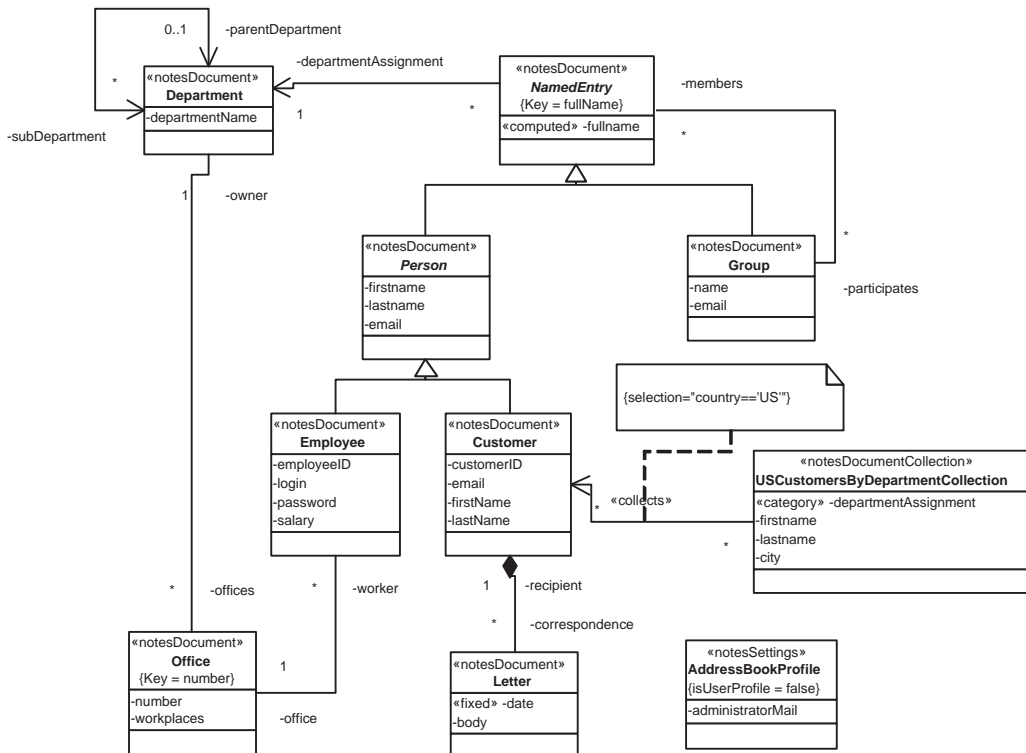 0..1
-parentDepartment
*
-subDepartment
«notesDocument»
Department
-departmentName
-departmentAssignment
1
*
«notesDocument»
NamedEntry
{Key = fullName}
«computed» -fullname
-members
*
1
-owner
«notesDocument»
Person
-firstname
-lastname
-email
«notesDocument»
Group
-name
-email
*
-participates
{selection="country=='US'"}
«notesDocument»
Employee
-employeeID
-login
-password
-salary
«notesDocument»
Customer
-customerID
-email
-firstName
-lastName
«collects»
*
*
«notesDocumentCollection»
USCustomersByDepartmentCollection
«category» -departmentAssignment
-firstname
-lastname
-city
*
-offices
*
-worker
1
-recipient
*
-correspondence
«notesDocument»
Office
{Key = number}
-number
-workplaces
1
-office
«notesDocument»
Letter
«fixed» -date
-body
«notesSettings»
AddressBookProfile
{isUserProfile = false}
-administratorMail